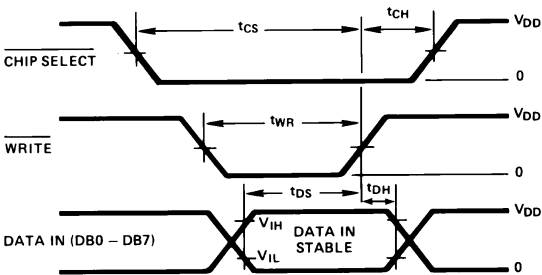 tCS
tCH
VDD
CHIP SELECT
0
tWR
VDD
WRITE
0
tDS
tDH
VDD
VIH
DATA IN (DB0 – DB7)
DATA IN
STABLE
VIL
0